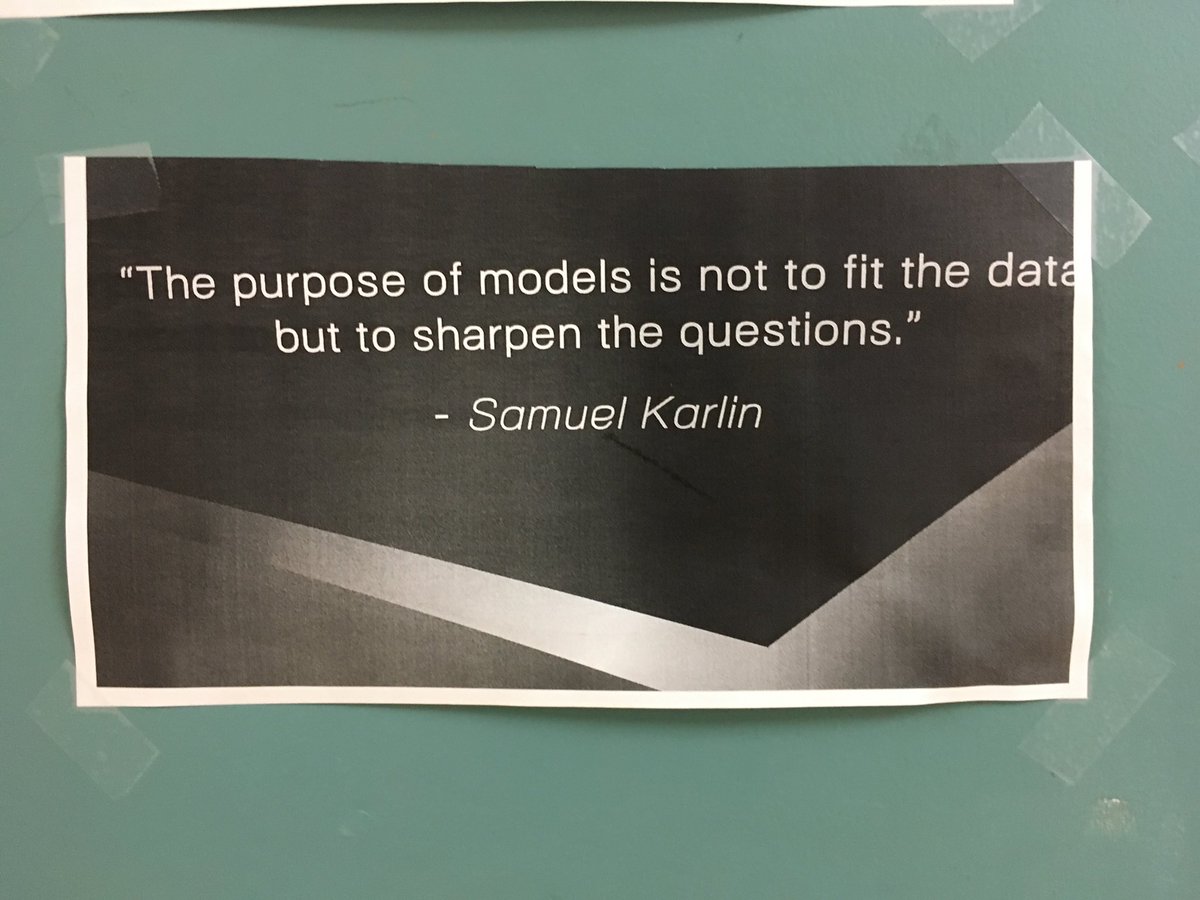 “The purpose of models is not to fit the data
but to sharpen the questions.”
- Samuel Karlin